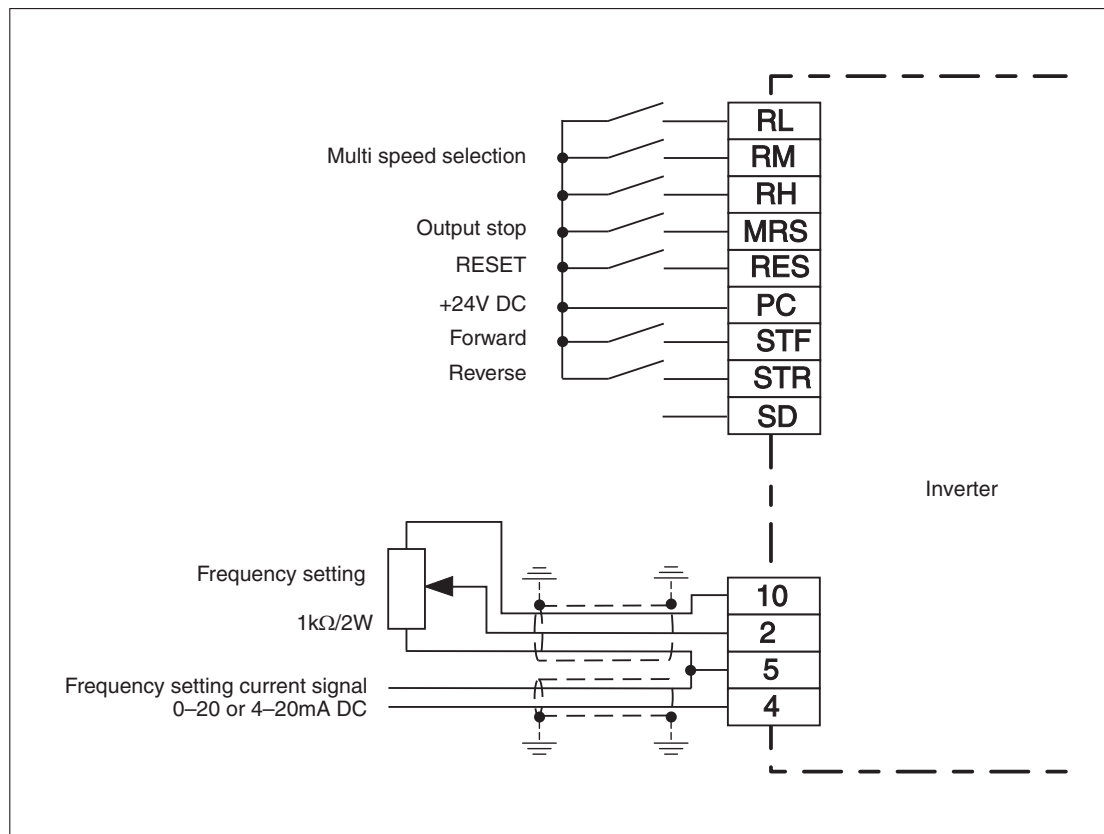 RL
Multi speed selection
RM
RH
Output stop
MRS
RESET
RES
+24V DC
PC
Forward
STF
Reverse
STR
SD
Inverter
Frequency setting
10
1kΩ/2W
2
5
Frequency setting current signal
0–20 or 4–20mA DC
4